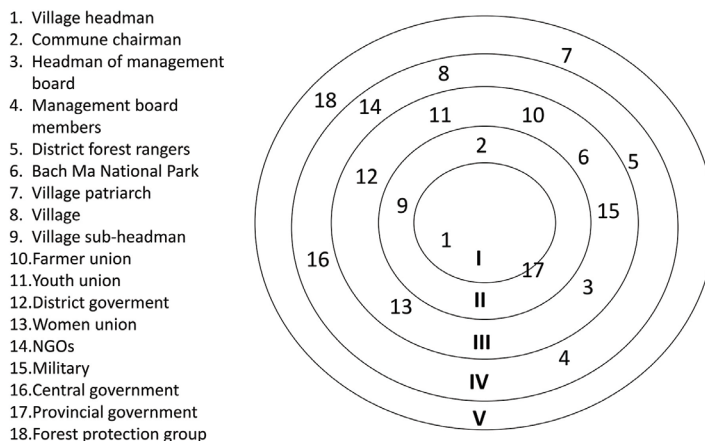 1. Village headman
2. Commune chairman
3. Headman of management
board
4. Management board
members
5. District forest rangers
6. Bach Ma National Park
7. Village patriarch
8. Village
9. Village sub-headman
10.Farmer union
11.Youth union
12.District goverment
13.Women union
14.NGOs
15.Military
16.Central government
17.Provincial government
18.Forest protection group
7
8
18
14
11
10
2
6
5
12
9
15
1
I
17
16
3
II
13
III
4
IV
V